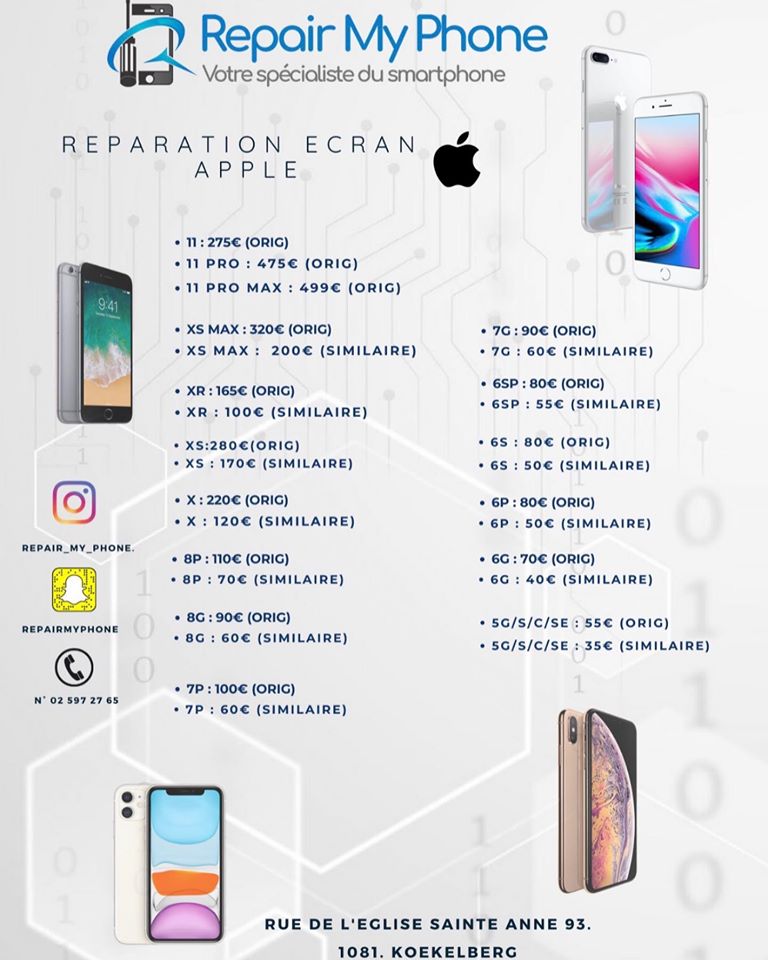 Repair My Phone
Votre spécialiste du smartphone
REPARATION ECRAN
APPLE
• 11 : 275€ (ORIG)
• 11 PRO : 475€ (ORIG)
• 11 PRO MAX : 499€ (ORIG)
• XS MAX : 320€ (ORIG)
• XS MAX : 200€ (SIMILAIRE)
• XR : 165€ (ORIG)
• XR : 100€ (SIMILAIRE)
• XS:280€(ORIG)
• XS : 170€ (SIMILAIRE)
• X : 220€ (ORIG)
• X : 120€ (SIMILAIRE)
• 8P : 110€ (ORIG)
• 8P : 70€ (SIMILAIRE)
• 8G : 90€ (ORIG)
• 8G : 60€ (SIMILAIRE)
• 7P : 100€ (ORIG)
• 7P : 60€ (SIMILAIRE)
• 7G : 90€ (ORIG)
• 7G : 60€ (SIMILAIRE)
• 6SP : 80€ (ORIG)
• 6SP : 55€ (SIMILAIRE)
• 6S : 80€ (ORIG)
• 6S : 50€ (SIMILAIRE)
• 6P : 80€ (ORIG)
• 6P : 50€ (SIMILAIRE)
• 6G : 70€ (ORIG)
• 6G : 40€ (SIMILAIRE)
• 5G/S/C/SE : 55€ (ORIG)
• 5G/S/C/SE : 35€ (SIMILAIRE)
9:41
REPAIR_MY_PHONE.
REPAIRMYPHONE
N° 02 597 27 65
RUE DE L'EGLISE SAINTE ANNE 93.
1081. KOEKELBERG